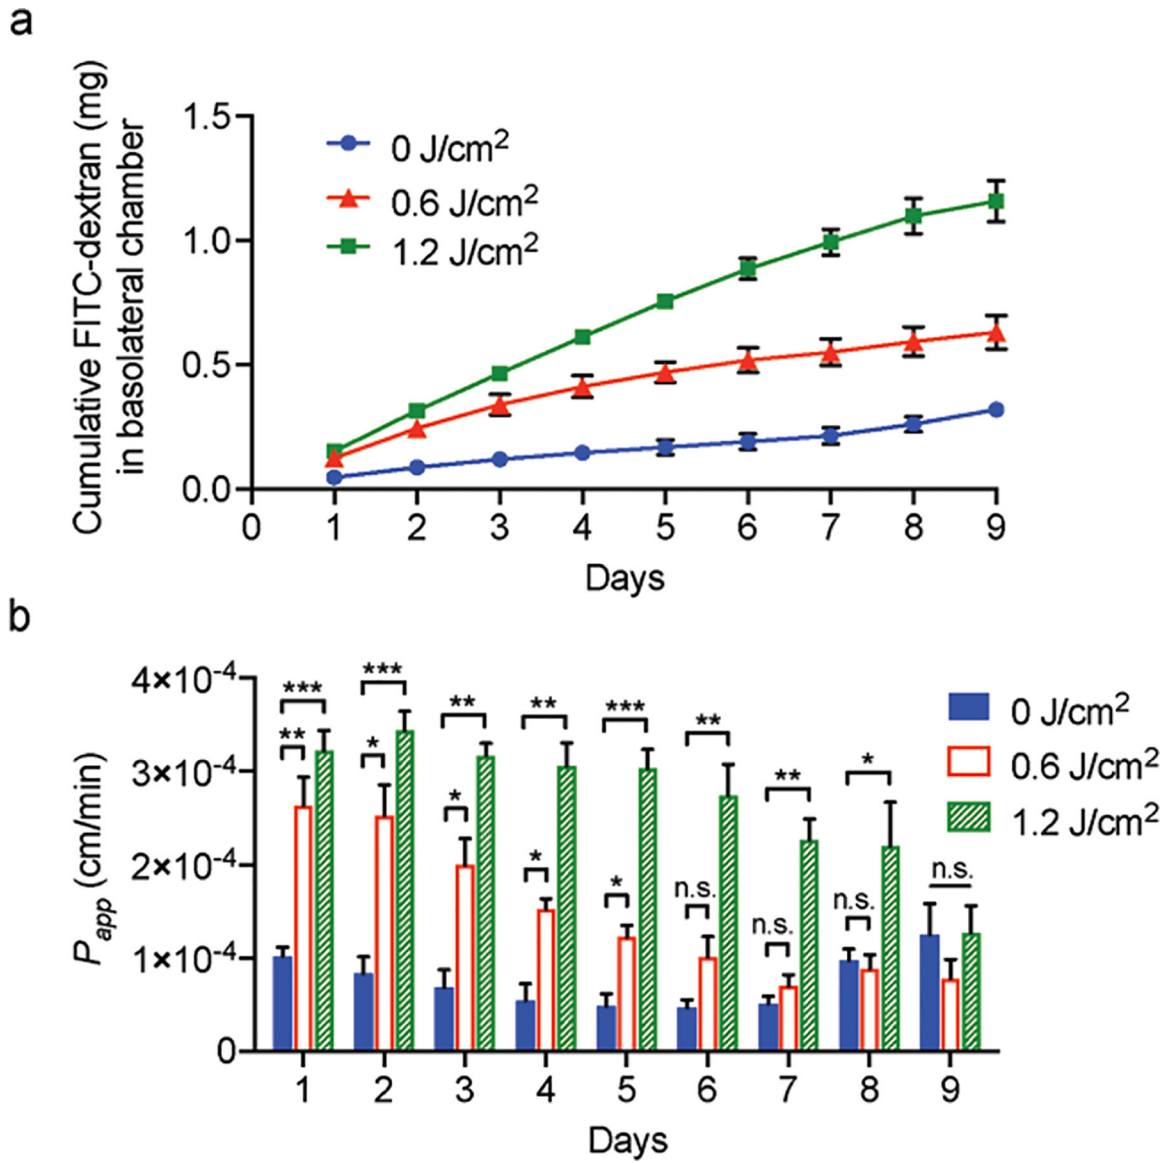 a
Cumulative FITC-dextran (mg)
in basolateral chamber
1.5
1.0
0.5
0.0
0 J/cm²
0.6 J/cm²
1.2 J/cm²
0 1 2 3 4 5 6 7 8 9
Days
b
P_app (cm/min)
4×10⁻⁴
3×10⁻⁴
2×10⁻⁴
1×10⁻⁴
0
*** *** ** ** *** ** ** *
** * * * * n.s. n.s. n.s. n.s.
0 J/cm²
0.6 J/cm²
1.2 J/cm²
1 2 3 4 5 6 7 8 9
Days